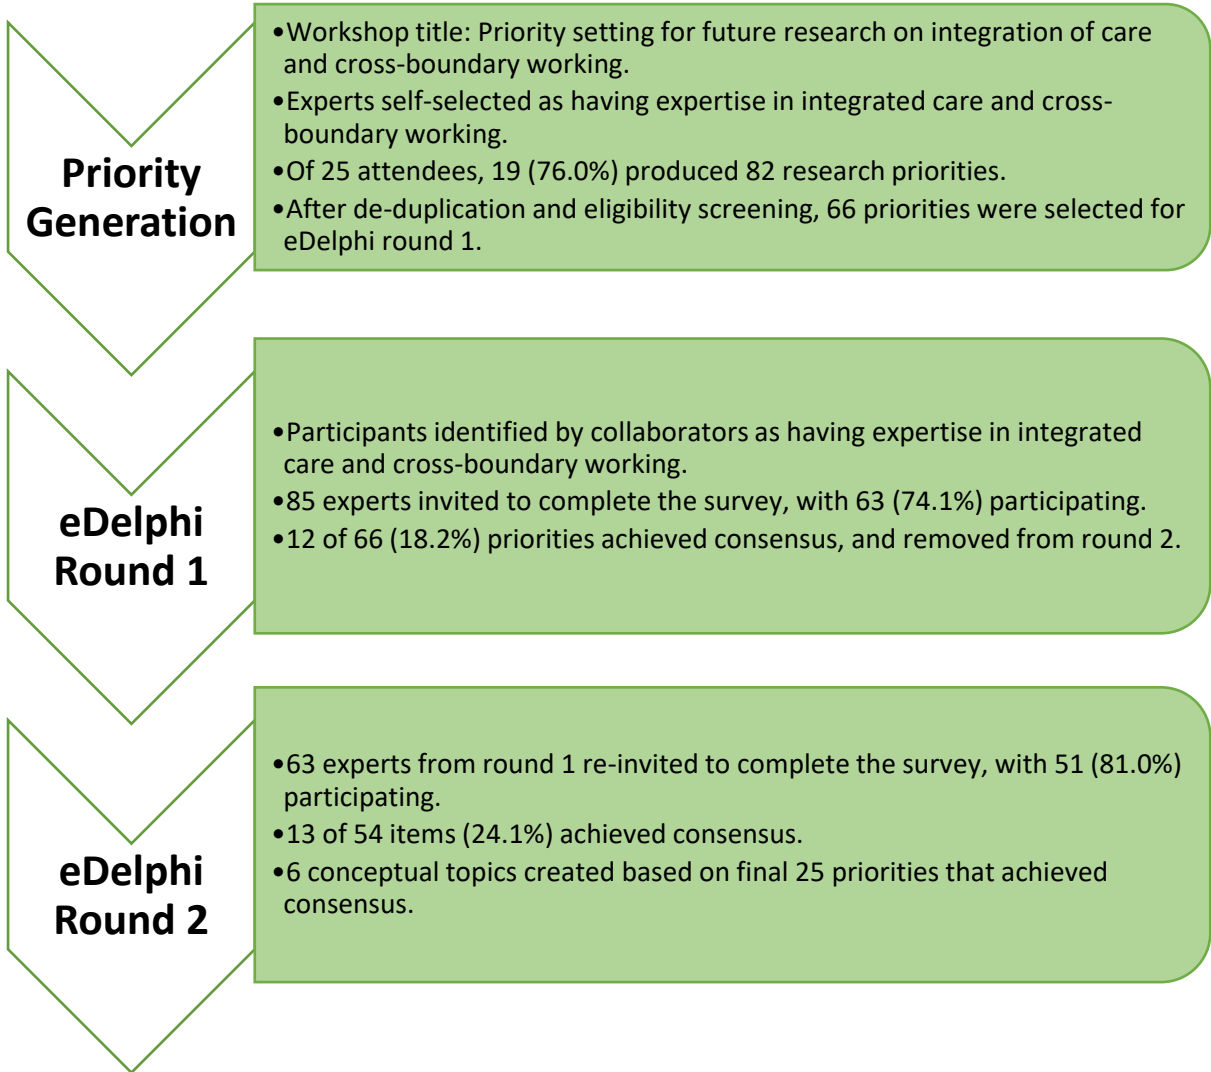 Priority
Generation
•Workshop title: Priority setting for future research on integration of care
and cross-boundary working.
•Experts self-selected as having expertise in integrated care and cross-
boundary working.
•Of 25 attendees, 19 (76.0%) produced 82 research priorities.
•After de-duplication and eligibility screening, 66 priorities were selected for
eDelphi round 1.
eDelphi
Round 1
•Participants identified by collaborators as having expertise in integrated
care and cross-boundary working.
•85 experts invited to complete the survey, with 63 (74.1%) participating.
•12 of 66 (18.2%) priorities achieved consensus, and removed from round 2.
eDelphi
Round 2
•63 experts from round 1 re-invited to complete the survey, with 51 (81.0%)
participating.
•13 of 54 items (24.1%) achieved consensus.
•6 conceptual topics created based on final 25 priorities that achieved
consensus.